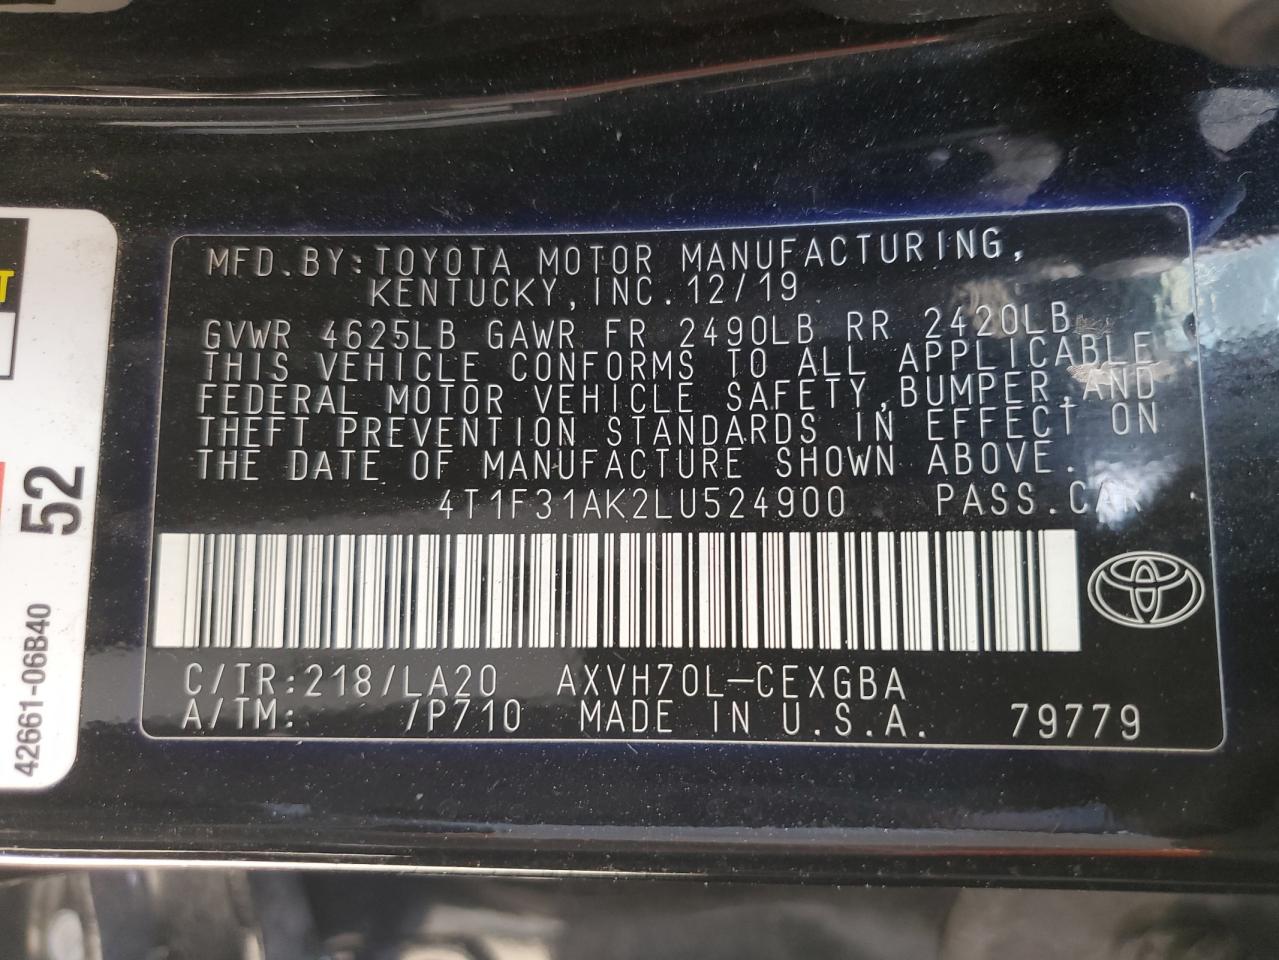 MFD.BY:TOYOTA MOTOR MANUFACTURING,
KENTUCKY,INC.12/19
GVWR 4625LB GAWR FR 2490LB RR 2420LB
THIS VEHICLE CONFORMS TO ALL APPLICABLE
FEDERAL MOTOR VEHICLE SAFETY,BUMPER,AND
THEFT PREVENTION STANDARDS IN EFFECT ON
THE DATE OF MANUFACTURE SHOWN ABOVE.
4T1F31AK2LU524900 PASS.CAR
C/TR:218/LA20 AXVH70L-CEXGBA
A/TM: /P710 MADE IN U.S.A. 79779
52
42661-06B40